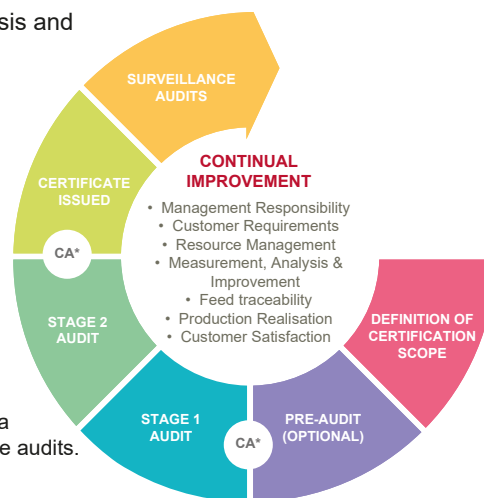 sis and
SURVEILLANCE
AUDITS
CERTIFICATE
ISSUED
CA*
STAGE 2
AUDIT
STAGE 1
AUDIT
CA*
PRE-AUDIT
(OPTIONAL)
DEFINITION OF
CERTIFICATION
SCOPE
CONTINUAL
IMPROVEMENT
• Management Responsibility
• Customer Requirements
• Resource Management
• Measurement, Analysis &
Improvement
• Feed traceability
• Production Realisation
• Customer Satisfaction
a
e audits.